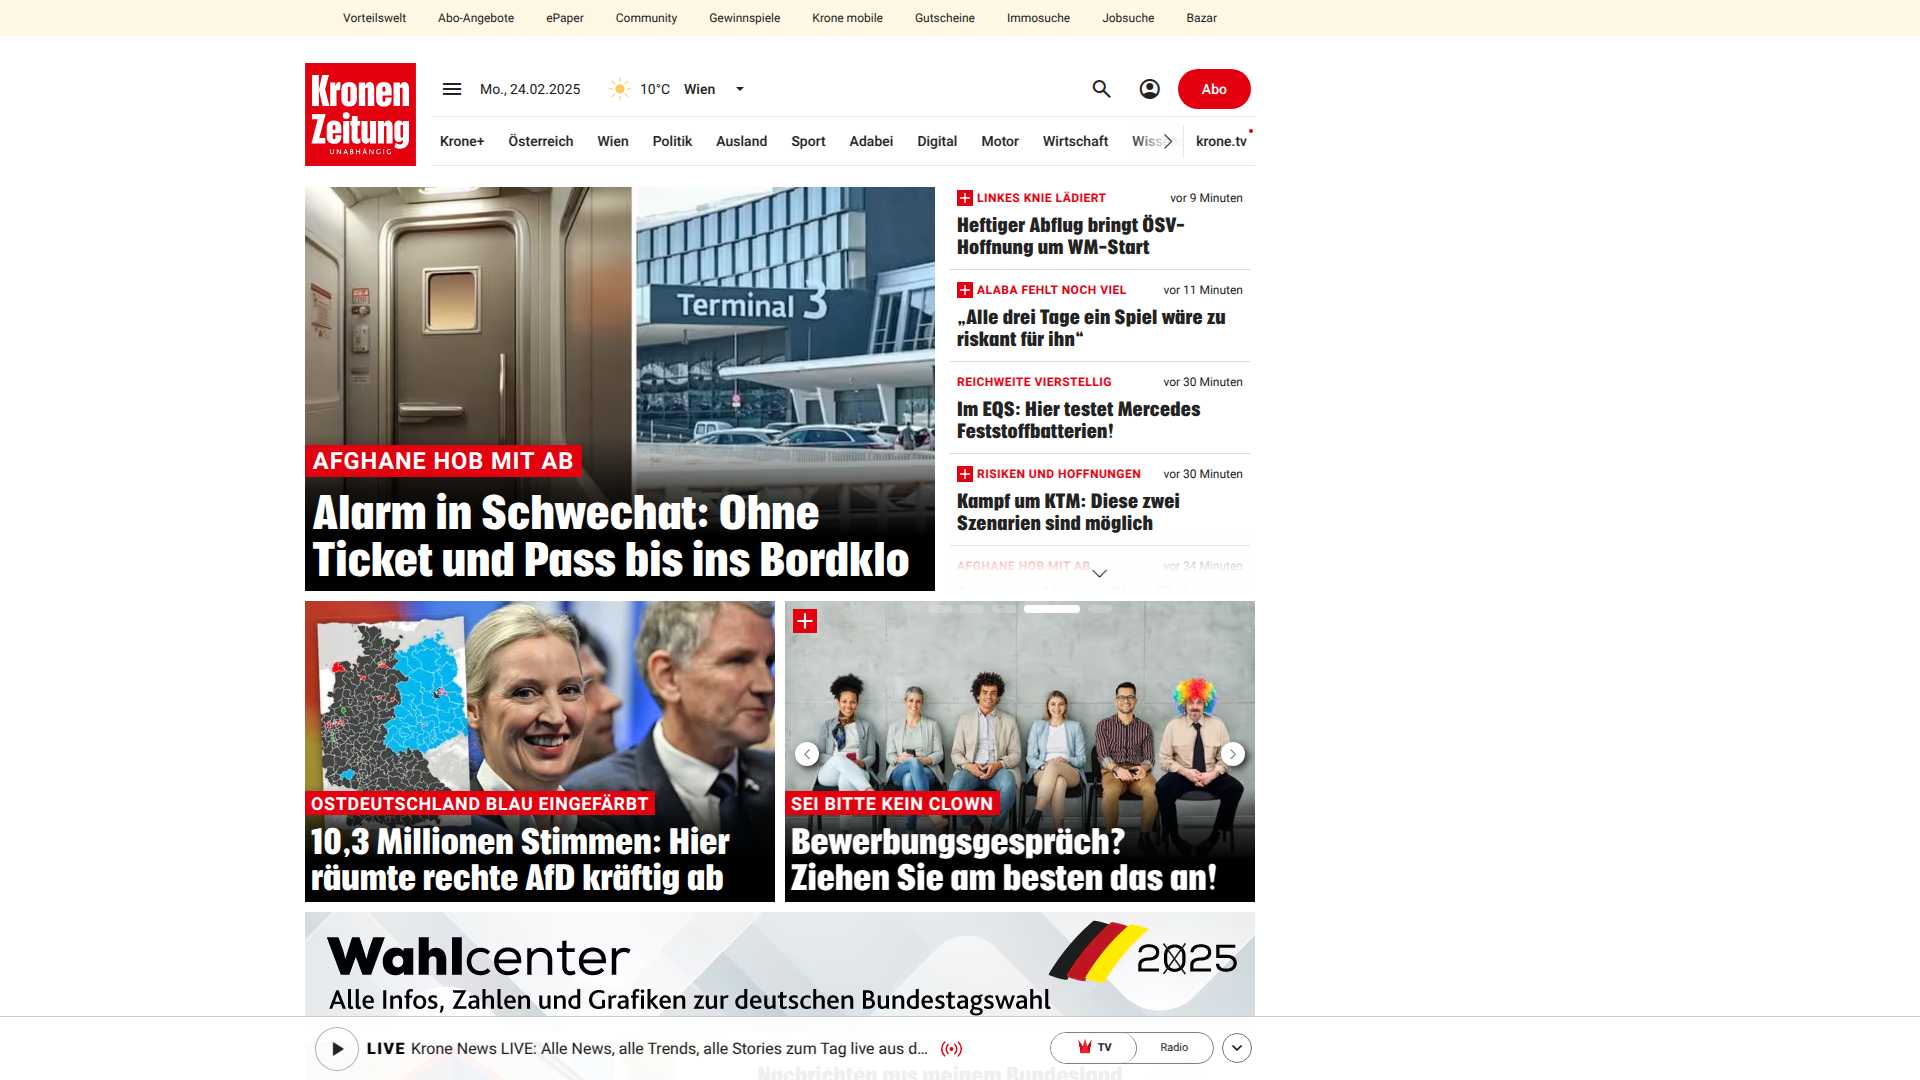 Vorteilswelt Abo-Angebote ePaper Community Gewinnspiele Krone mobile Gutscheine Immosuche Jobsuche Bazar
Kronen
Zeitung
UNABHÄNGIG
Mo., 24.02.2025 10°C Wien
Abo
Krone+ Österreich Wien Politik Ausland Sport Adabei Digital Motor Wirtschaft krone.tv
Terminal 3
AFGHANE HOB MIT AB
Alarm in Schwechat: Ohne
Ticket und Pass bis ins Bordklo
LINKES KNIE LÄDIERT vor 9 Minuten
Heftiger Abflug bringt ÖSV-
Hoffnung um WM-Start
ALABA FEHLT NOCH VIEL vor 11 Minuten
„Alle drei Tage ein Spiel wäre zu
riskant für ihn“
REICHWEITE VIERSTELLIG vor 30 Minuten
Im EQS: Hier testet Mercedes
Feststoffbatterien!
RISIKEN UND HOFFNUNGEN vor 30 Minuten
Kampf um KTM: Diese zwei
Szenarien sind möglich
AFGHANE HOB MIT AB vor 34 Minuten
OSTDEUTSCHLAND BLAU EINGEFÄRBT
10,3 Millionen Stimmen: Hier
räumte rechte AfD kräftig ab
SEI BITTE KEIN CLOWN
Bewerbungsgespräch?
Ziehen Sie am besten das an!
Wahlcenter
2025
Alle Infos, Zahlen und Grafiken zur deutschen Bundestagswahl
LIVE Krone News LIVE: Alle News, alle Trends, alle Stories zum Tag live aus d...
TV Radio
Nachrichten aus meinem Bundesland